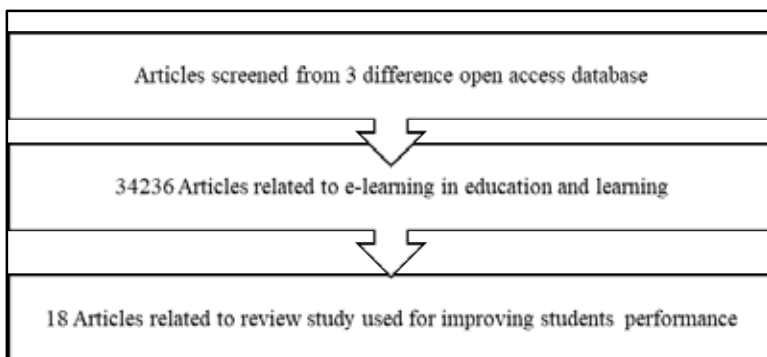 Articles screened from 3 difference open access database
34236 Articles related to e-learning in education and learning
18 Articles related to review study used for improving students performance